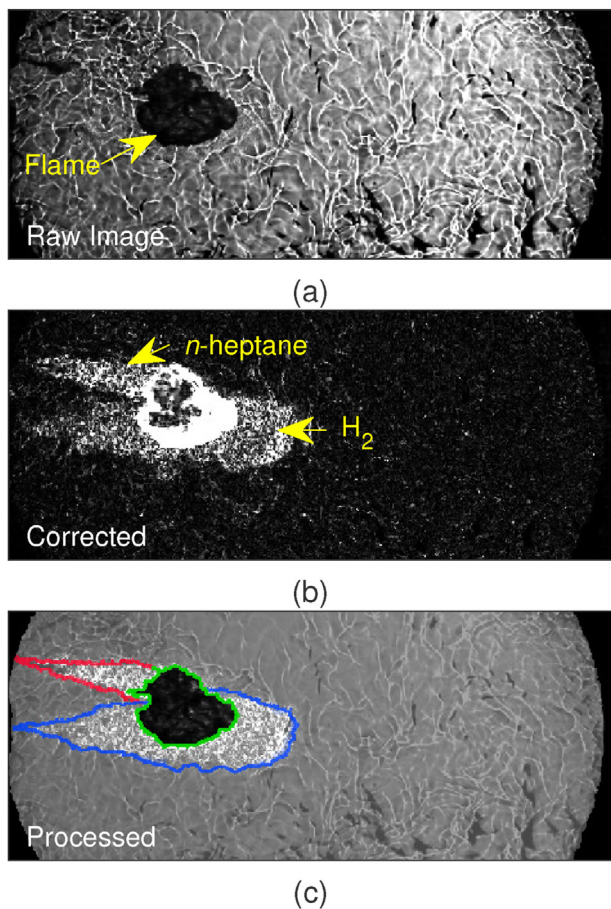 Flame
Raw Image
(a)
n-heptane
H2
Corrected
(b)
Processed
(c)